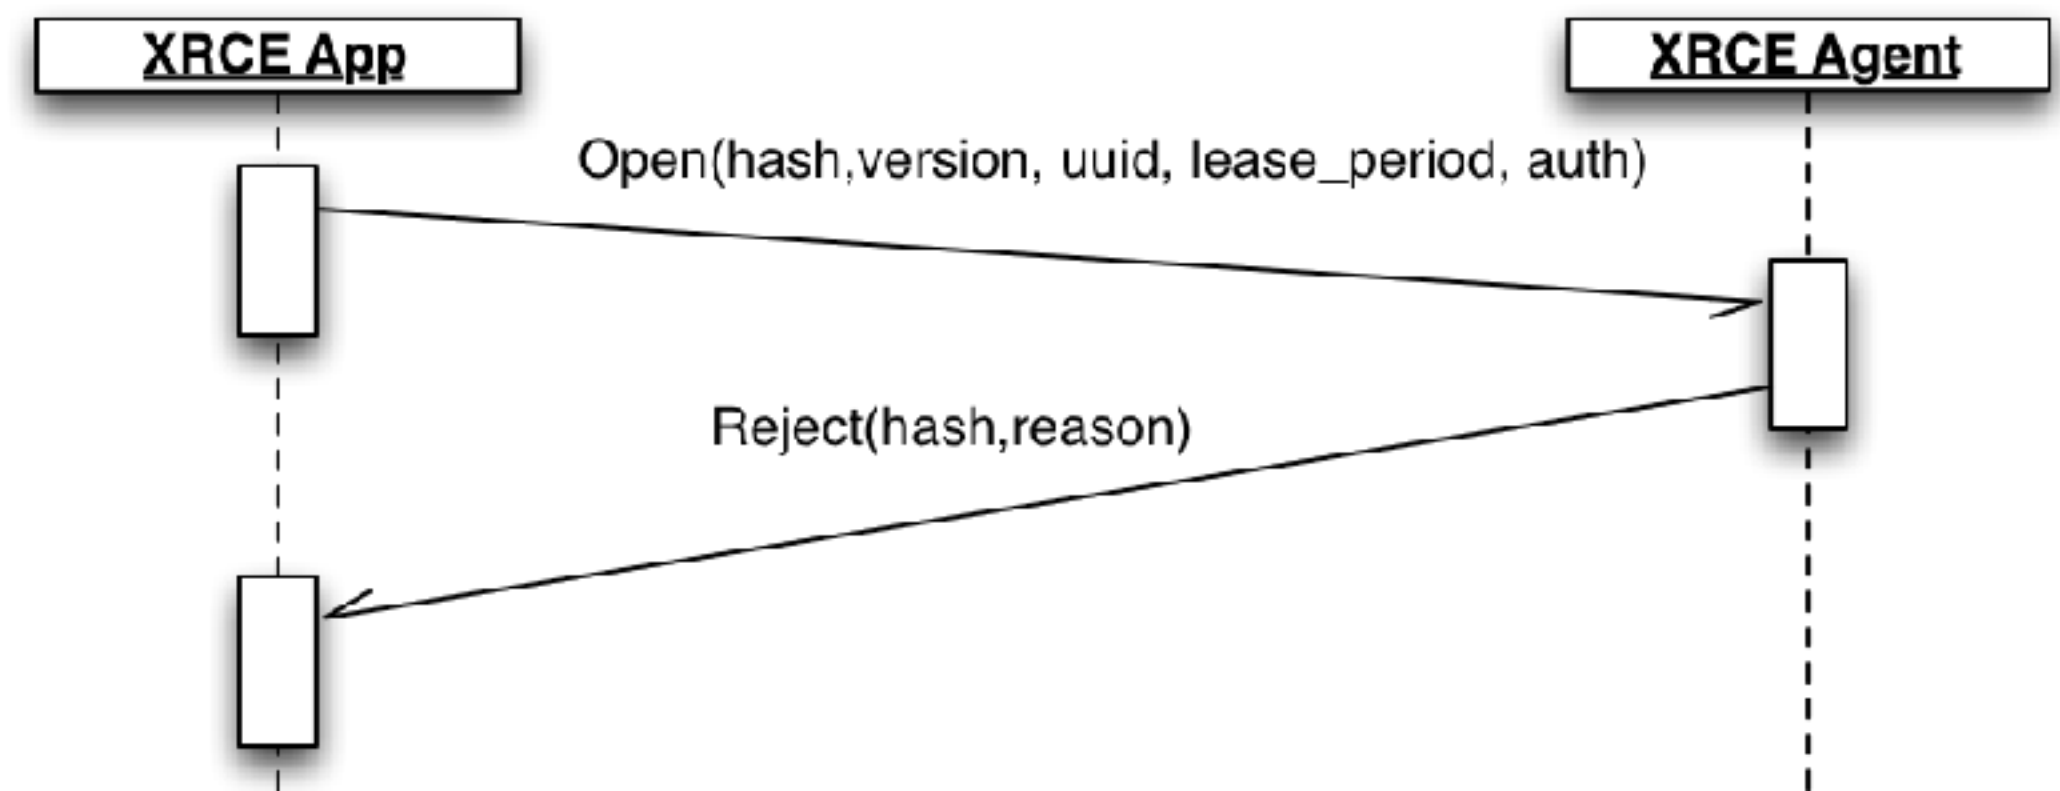 XRCE App
XRCE Agent
Open(hash,version, uuid, lease_period, auth)
Reject(hash,reason)